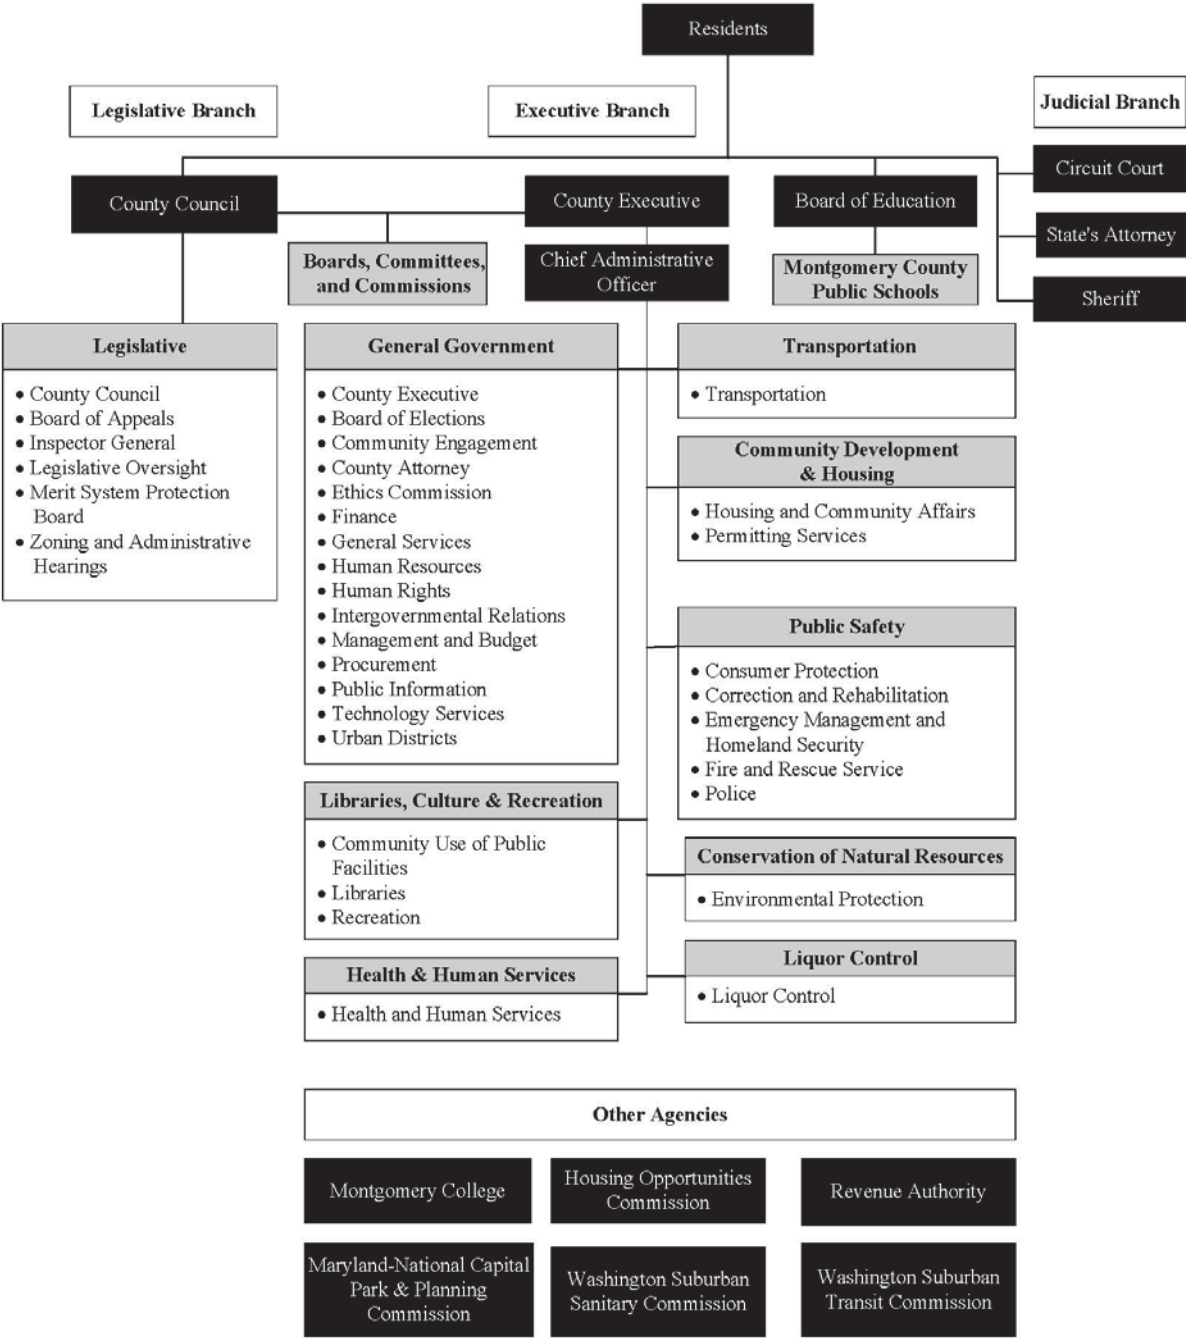 Residents
Legislative Branch
Executive Branch
Judicial Branch
County Council
County Executive
Board of Education
Circuit Court
State's Attorney
Sheriff
Boards, Committees,
and Commissions
Chief Administrative
Officer
Montgomery County
Public Schools
Legislative
• County Council
• Board of Appeals
• Inspector General
• Legislative Oversight
• Merit System Protection
Board
• Zoning and Administrative
Hearings
General Government
• County Executive
• Board of Elections
• Community Engagement
• County Attorney
• Ethics Commission
• Finance
• General Services
• Human Resources
• Human Rights
• Intergovernmental Relations
• Management and Budget
• Procurement
• Public Information
• Technology Services
• Urban Districts
Libraries, Culture & Recreation
• Community Use of Public
Facilities
• Libraries
• Recreation
Health & Human Services
• Health and Human Services
Transportation
• Transportation
Community Development
& Housing
• Housing and Community Affairs
• Permitting Services
Public Safety
• Consumer Protection
• Correction and Rehabilitation
• Emergency Management and
Homeland Security
• Fire and Rescue Service
• Police
Conservation of Natural Resources
• Environmental Protection
Liquor Control
• Liquor Control
Other Agencies
Montgomery College
Housing Opportunities
Commission
Revenue Authority
Maryland-National Capital
Park & Planning
Commission
Washington Suburban
Sanitary Commission
Washington Suburban
Transit Commission